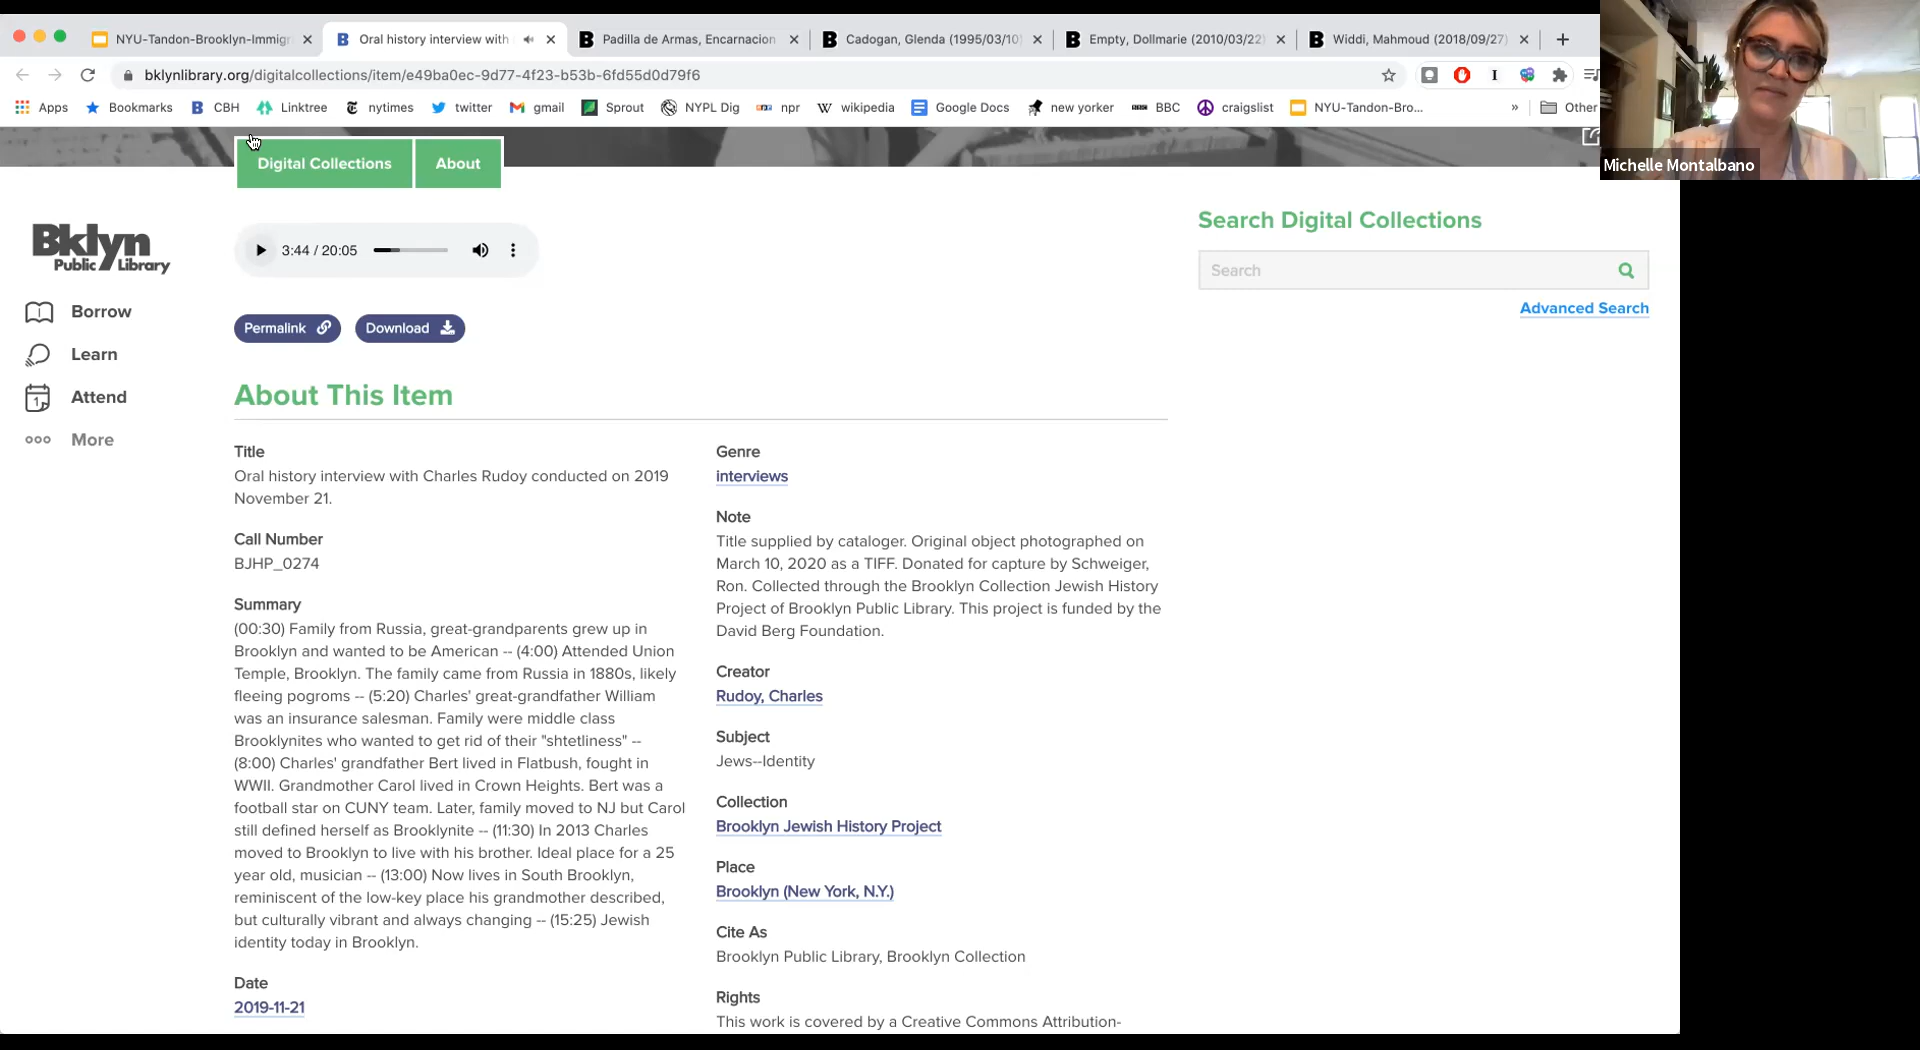 NYU-Tandon-Brooklyn-Immigr
Oral history interview with
Padilla de Armas, Encarnacion
Cadogan, Glenda (1995/03/10)
Empty, Dollmarie (2010/03/22)
Widdi, Mahmoud (2018/09/27)
bklynlibrary.org/digitalcollections/item/e49ba0ec-9d77-4f23-b53b-6fd55d0d79f6
Apps
Bookmarks
CBH
Linktree
nytimes
twitter
gmail
Sprout
NYPL Dig
npr
wikipedia
Google Docs
new yorker
BBC
craigslist
NYU-Tandon-Bro...
»
Other
Michelle Montalbano
Digital Collections
About
Bklyn
Public Library
Borrow
Learn
Attend
More
3:44 / 20:05
Permalink
Download
Search Digital Collections
Search
Advanced Search
About This Item
Title
Oral history interview with Charles Rudoy conducted on 2019
November 21.
Call Number
BJHP_0274
Summary
(00:30) Family from Russia, great-grandparents grew up in
Brooklyn and wanted to be American -- (4:00) Attended Union
Temple, Brooklyn. The family came from Russia in 1880s, likely
fleeing pogroms -- (5:20) Charles' great-grandfather William
was an insurance salesman. Family were middle class
Brooklynites who wanted to get rid of their "shtetliness" --
(8:00) Charles' grandfather Bert lived in Flatbush, fought in
WWII. Grandmother Carol lived in Crown Heights. Bert was a
football star on CUNY team. Later, family moved to NJ but Carol
still defined herself as Brooklynite -- (11:30) In 2013 Charles
moved to Brooklyn to live with his brother. Ideal place for a 25
year old, musician -- (13:00) Now lives in South Brooklyn,
reminiscent of the low-key place his grandmother described,
but culturally vibrant and always changing -- (15:25) Jewish
identity today in Brooklyn.
Date
2019-11-21
Genre
interviews
Note
Title supplied by cataloger. Original object photographed on
March 10, 2020 as a TIFF. Donated for capture by Schweiger,
Ron. Collected through the Brooklyn Collection Jewish History
Project of Brooklyn Public Library. This project is funded by the
David Berg Foundation.
Creator
Rudoy, Charles
Subject
Jews--Identity
Collection
Brooklyn Jewish History Project
Place
Brooklyn (New York, N.Y.)
Cite As
Brooklyn Public Library, Brooklyn Collection
Rights
This work is covered by a Creative Commons Attribution-